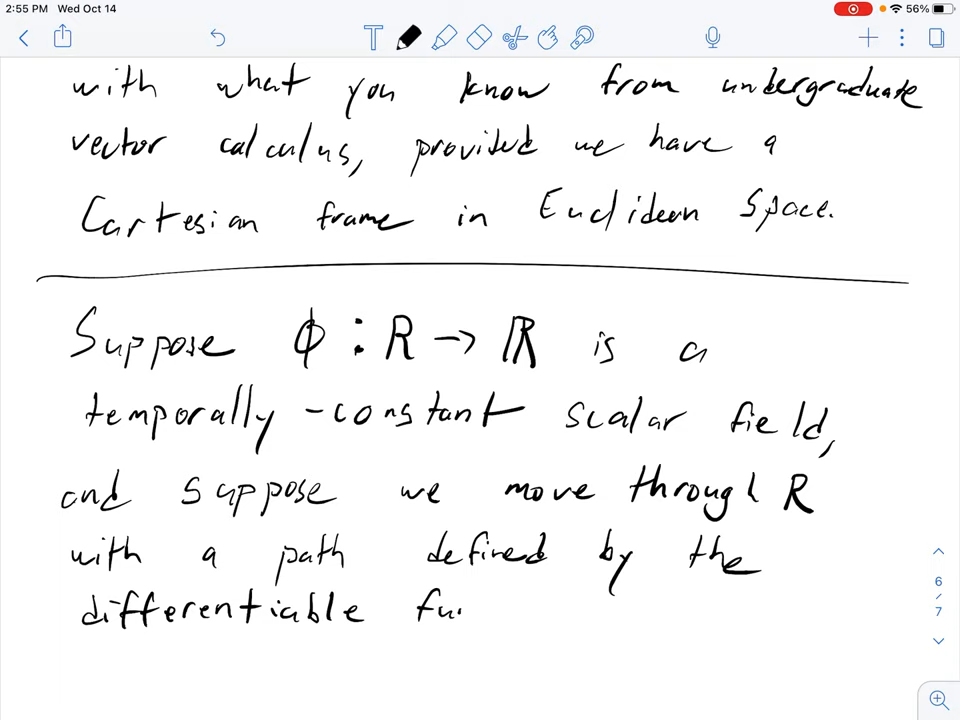 2:55 PM Wed Oct 14
56%
with what you know from undergraduate
vector calculus, provided we have a
Cartesian frame in Euclidean Space.
Suppose ϕ : R → ℝ is a
temporally-constant scalar field,
and suppose we move through R
with a path defined by the
differentiable fun
6
/
7